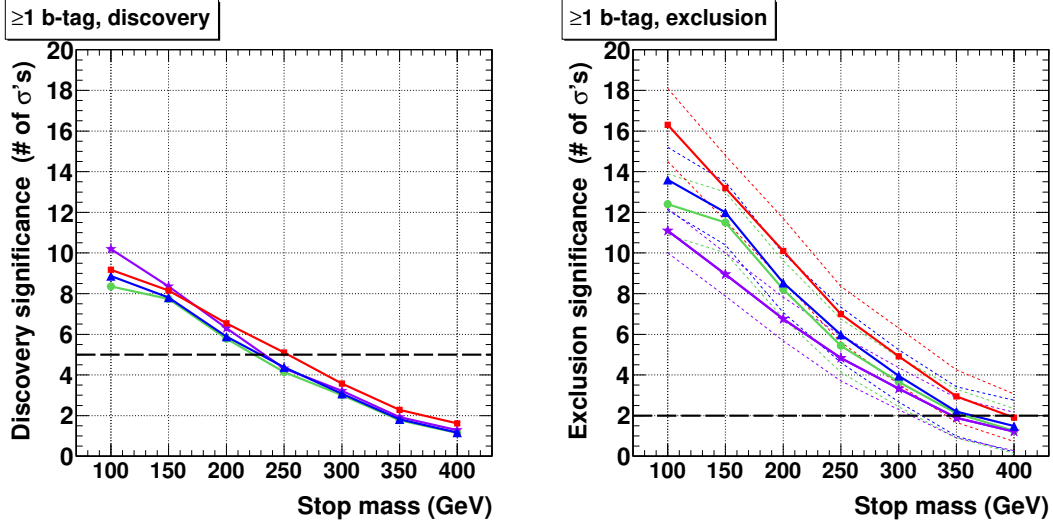 ≥1 b-tag, discovery
Discovery significance (# of σ's)
20
18
16
14
12
10
8
6
4
2
0
100 150 200 250 300 350 400
Stop mass (GeV)
≥1 b-tag, exclusion
Exclusion significance (# of σ's)
20
18
16
14
12
10
8
6
4
2
0
100 150 200 250 300 350 400
Stop mass (GeV)